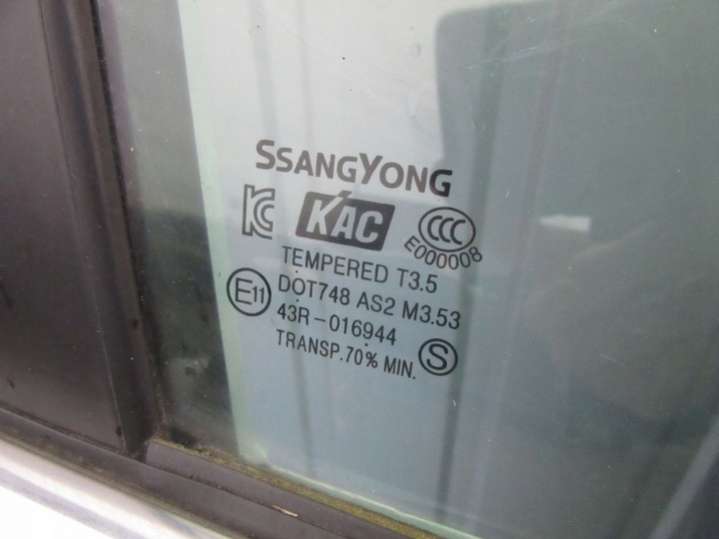 SSANGYONG
KC KAC CCC
E000008
TEMPERED T3.5
E11 DOT748 AS2 M3.53
43R-016944
TRANSP.70% MIN. S